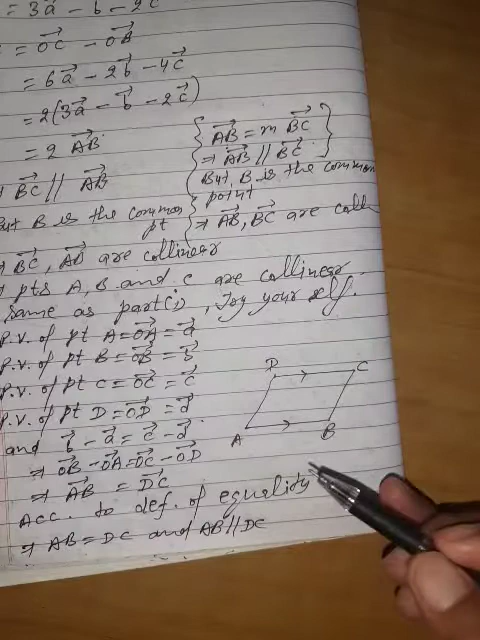 = 3a⃗ - b⃗ - 2c⃗
= OC⃗ - OB⃗
= 6a⃗ - 2b⃗ - 4c⃗
= 2(3a⃗ - b⃗ - 2c⃗)
= 2 AB⃗
BC⃗ // AB⃗
But B is the common pt
⇒ BC⃗, AB⃗ are collinear
⇒ pts A, B and C are collinear.
{ AB⃗ = m BC⃗
⇒ AB⃗ // BC⃗ }
But, B is the common
point
⇒ AB⃗, BC⃗ are coll
same as part(i), Try your self.
P.V. of pt A = OA⃗ = a⃗
P.V. of pt B = OB⃗ = b⃗
P.V. of pt C = OC⃗ = c⃗
P.V. of pt D = OD⃗ = d⃗
and b⃗ - a⃗ = c⃗ - d⃗
⇒ OB⃗ - OA⃗ = OC⃗ - OD⃗
⇒ AB⃗ = DC⃗
Acc. to def. of equality
⇒ AB = DC and AB // DC
D C
A B